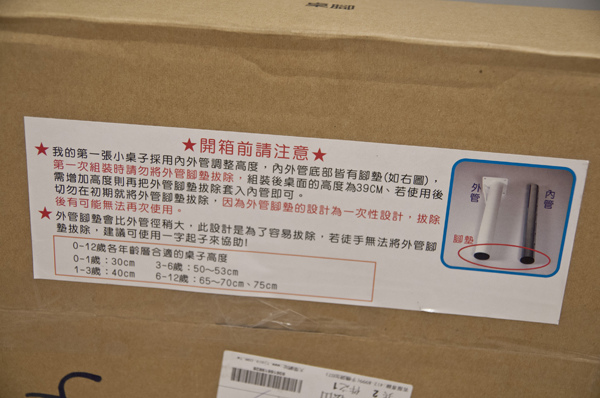 ★開箱前請注意★
★我的第一張小桌子採用內外管調整高度，內外管底部皆有腳墊(如右圖)，
第一次組裝時請勿將外管腳墊拔除，組裝後桌面的高度為39CM、若使用後
需增加高度則再把外管腳墊拔除套入內管即可。
切勿在初期就將外管腳墊拔除，因為外管腳墊的設計為一次性設計，拔除
後有可能無法再次使用。
★外管腳墊會比外管徑稍大，此設計是為了容易拔除，若徒手無法將外管腳
墊拔除，建議可使用一字起子來協助!
0-12歲各年齡層合適的桌子高度
0-1歲：30cm 3-6歲：50～53cm
1-3歲：40cm 6-12歲：65～70cm、75cm
外管
內管
腳墊